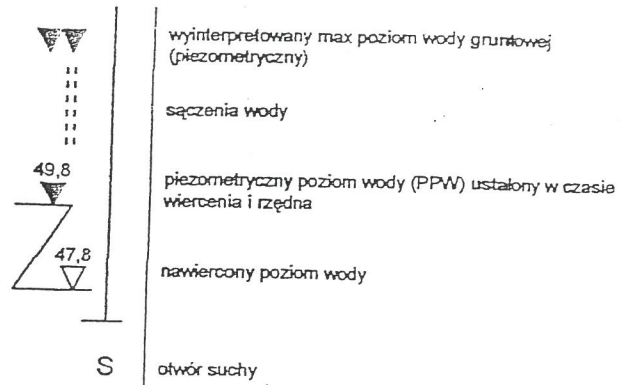 wyinterpretowany max poziom wody gruntowej
(piezometryczny)
sączenia wody
49,8
piezometryczny poziom wody (PPW) ustalony w czasie
wiercenia i rzędna
47,8
nawiercony poziom wody
S
otwór suchy